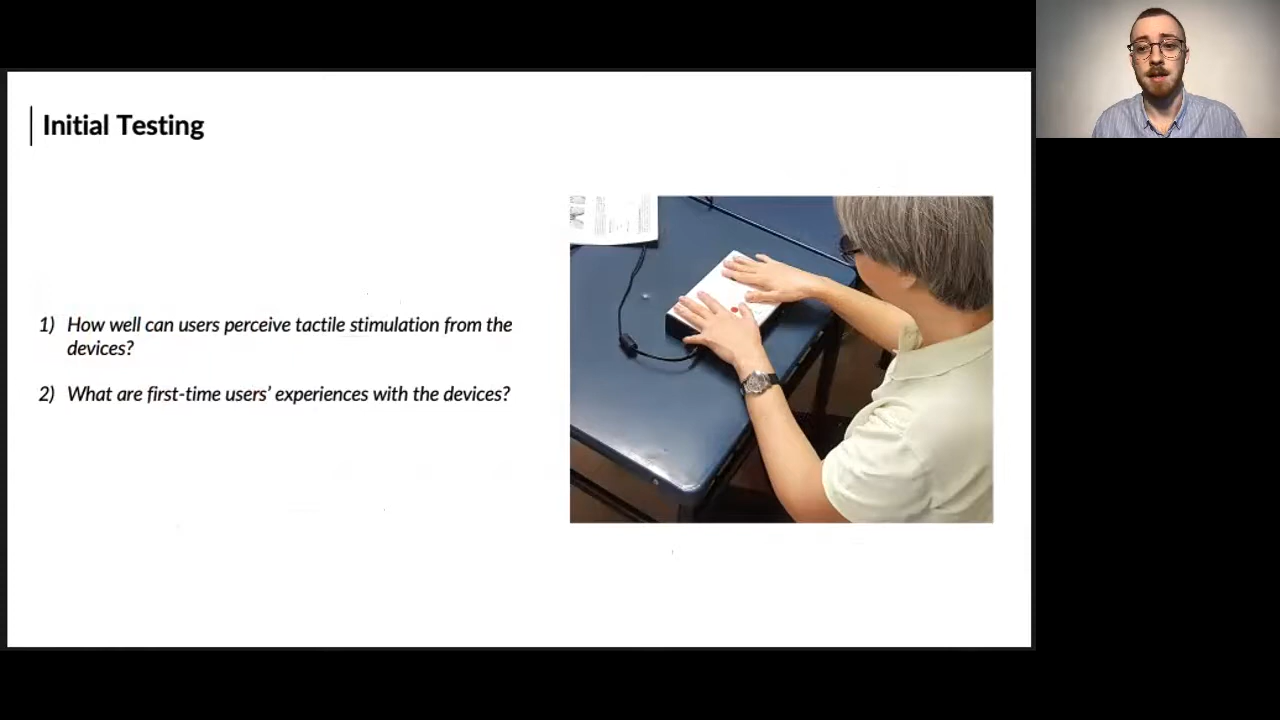 Initial Testing
1) How well can users perceive tactile stimulation from the
devices?
2) What are first-time users’ experiences with the devices?